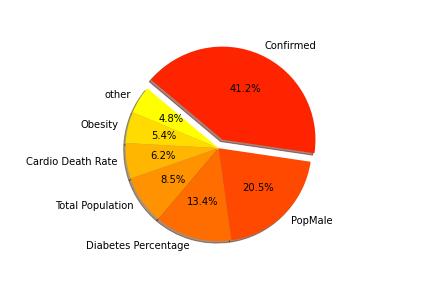 Confirmed
41.2%
other
4.8%
Obesity
5.4%
Cardio Death Rate
6.2%
Total Population
8.5%
Diabetes Percentage
13.4%
PopMale
20.5%